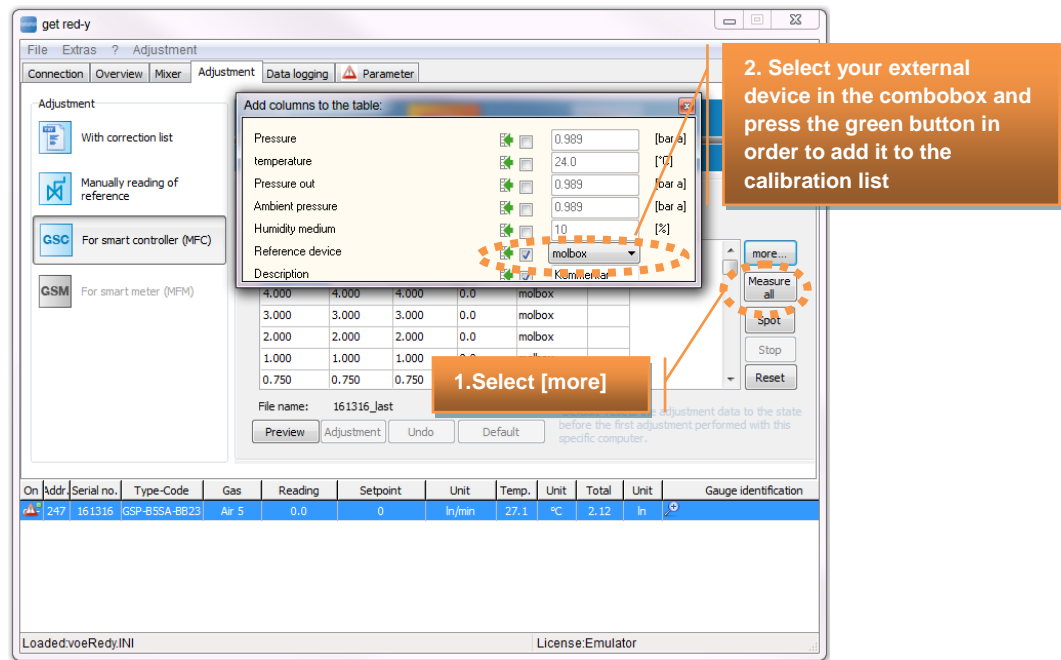 get red-y
File Extras ? Adjustment
Connection Overview Mixer Adjustment Data logging Parameter
2. Select your external
device in the combobox and
press the green button in
order to add it to the
calibration list
Adjustment
With correction list
Manually reading of
reference
GSC For smart controller (MFC)
GSM For smart meter (MFM)
Add columns to the table:
Pressure 0.989 [bar a]
temperature 24.0 [°C]
Pressure out 0.989 [bar a]
Ambient pressure 0.989 [bar a]
Humidity medium 10 [%]
Reference device molbox
Description Kommentar
more...
Measure
all
Spot
Stop
Reset
4.000 4.000 4.000 0.0 molbox
3.000 3.000 3.000 0.0 molbox
2.000 2.000 2.000 0.0 molbox
1.000 1.000 1.000
0.750 0.750 0.750
1.Select [more]
File name: 161316_last
Preview Adjustment Undo Default
adjustment data to the state
before the first adjustment performed with this
specific computer.
On Addr. Serial no. Type-Code Gas Reading Setpoint Unit Temp. Unit Total Unit Gauge identification
247 161316 GSP-B5SA-BB23 Air 5 0.0 0 ln/min 27.1 °C 2.12 ln
Loaded:voeRedy.INI License:Emulator